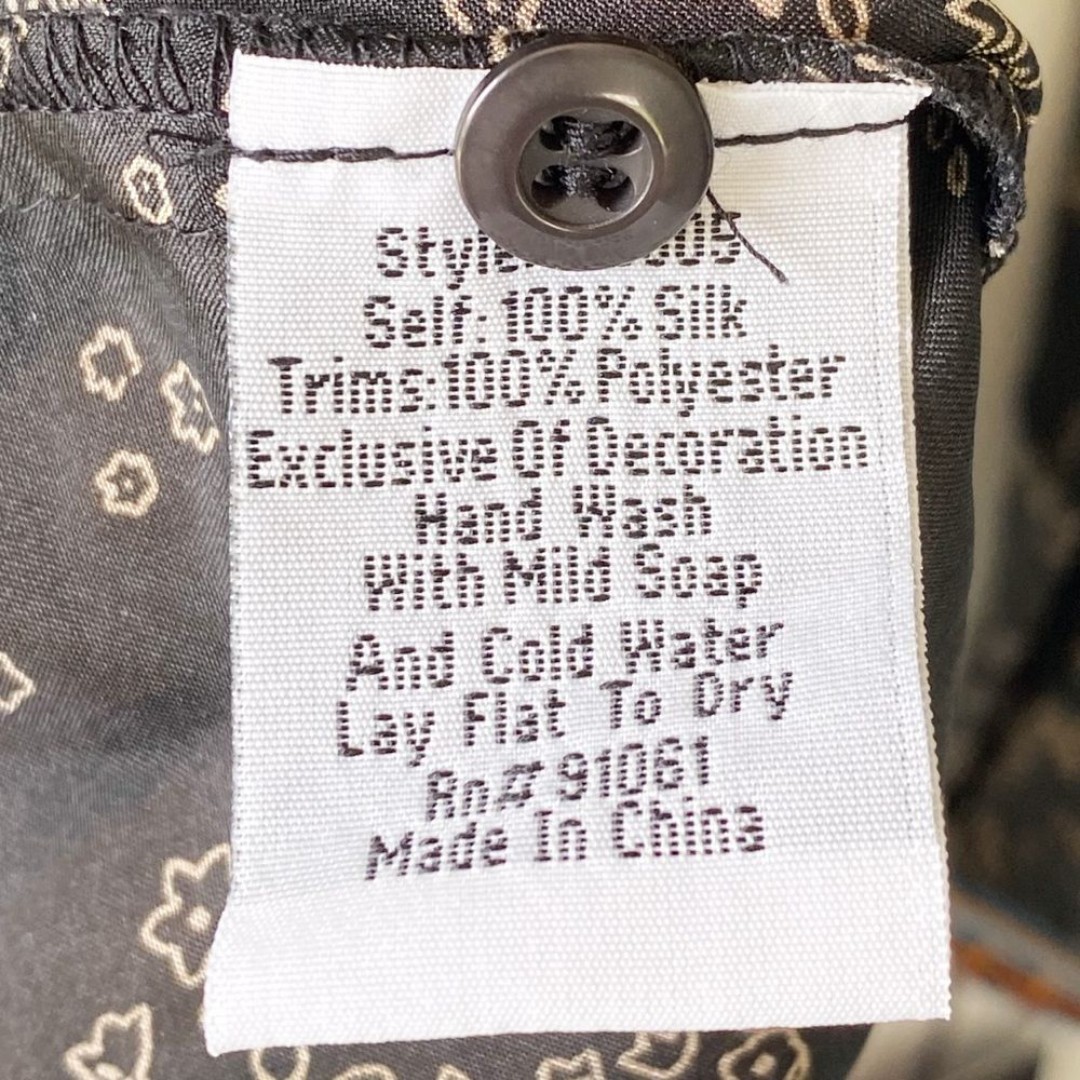 Style
Self: 100% Silk
Trims:100% Polyester
Exclusive Of Decoration
Hand Wash
With Mild Soap
And Cold Water
Lay Flat To Dry
Rn# 91061
Made In China